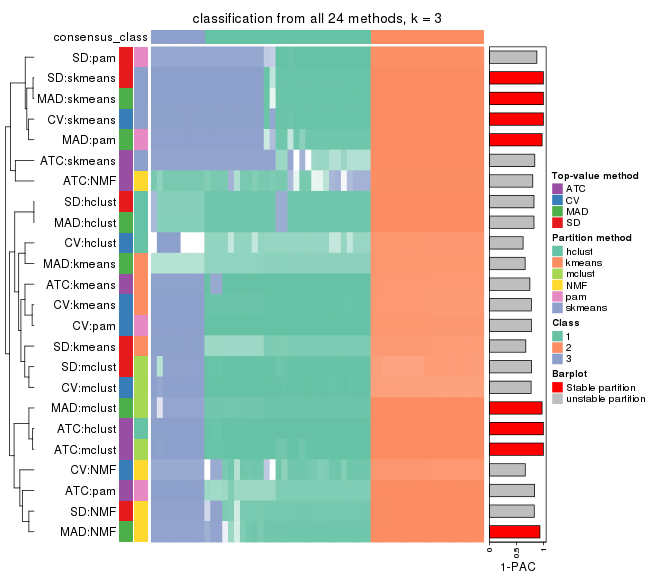 classification from all 24 methods, k = 3
consensus_class
SD:pam
SD:skmeans
MAD:skmeans
CV:skmeans
MAD:pam
ATC:skmeans
ATC:NMF
SD:hclust
MAD:hclust
CV:hclust
MAD:kmeans
ATC:kmeans
CV:kmeans
CV:pam
SD:kmeans
SD:mclust
CV:mclust
MAD:mclust
ATC:hclust
ATC:mclust
CV:NMF
ATC:pam
SD:NMF
MAD:NMF
0
0.5
1
1-PAC
Top-value method
ATC
CV
MAD
SD
Partition method
hclust
kmeans
mclust
NMF
pam
skmeans
Class
1
2
3
Barplot
Stable partition
unstable partition